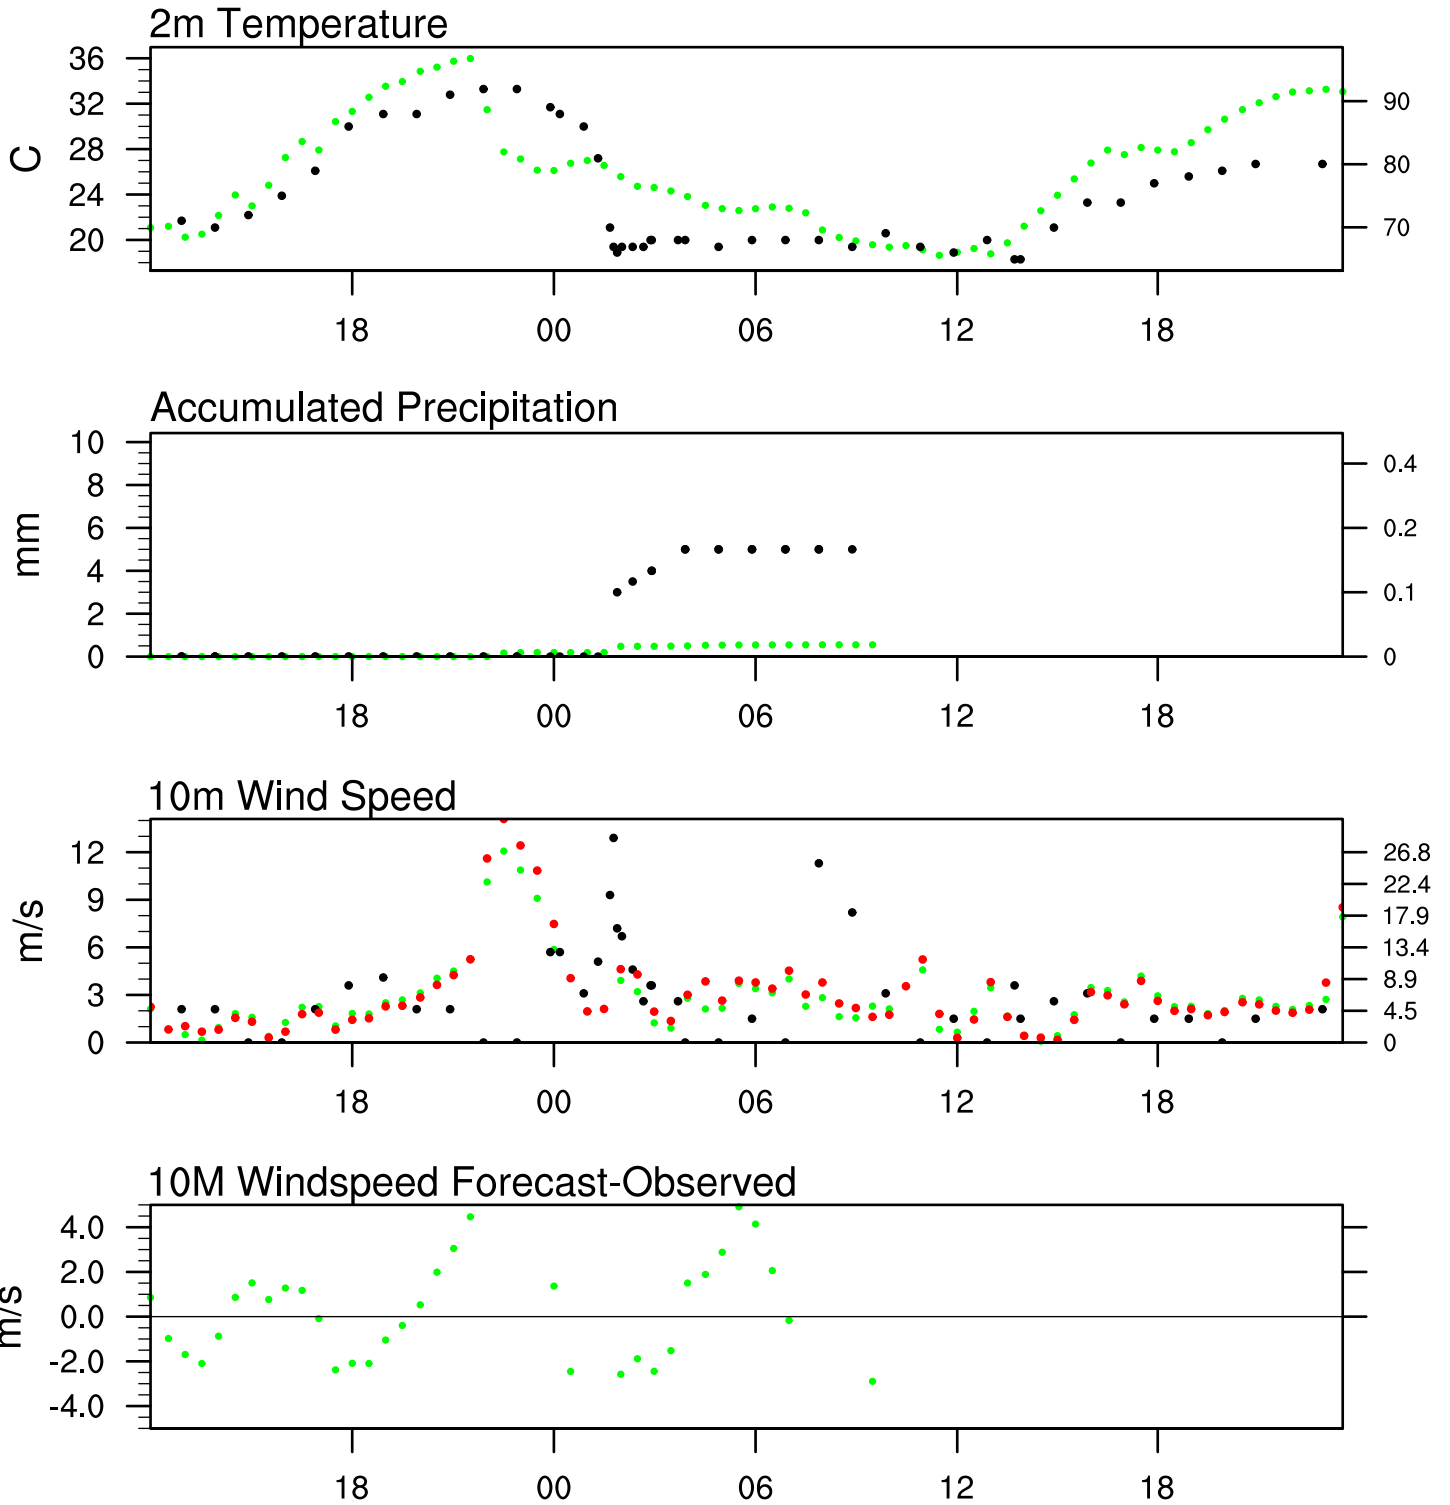 2m Temperature
36
32
28
24
20
C
90
80
70
18 00 06 12 18
Accumulated Precipitation
10
8
6
4
2
0
mm
0.4
0.2
0.1
0
18 00 06 12 18
10m Wind Speed
12
9
6
3
0
m/s
26.8
22.4
17.9
13.4
8.9
4.5
0
18 00 06 12 18
10M Windspeed Forecast-Observed
4.0
2.0
0.0
-2.0
-4.0
m/s
18 00 06 12 18